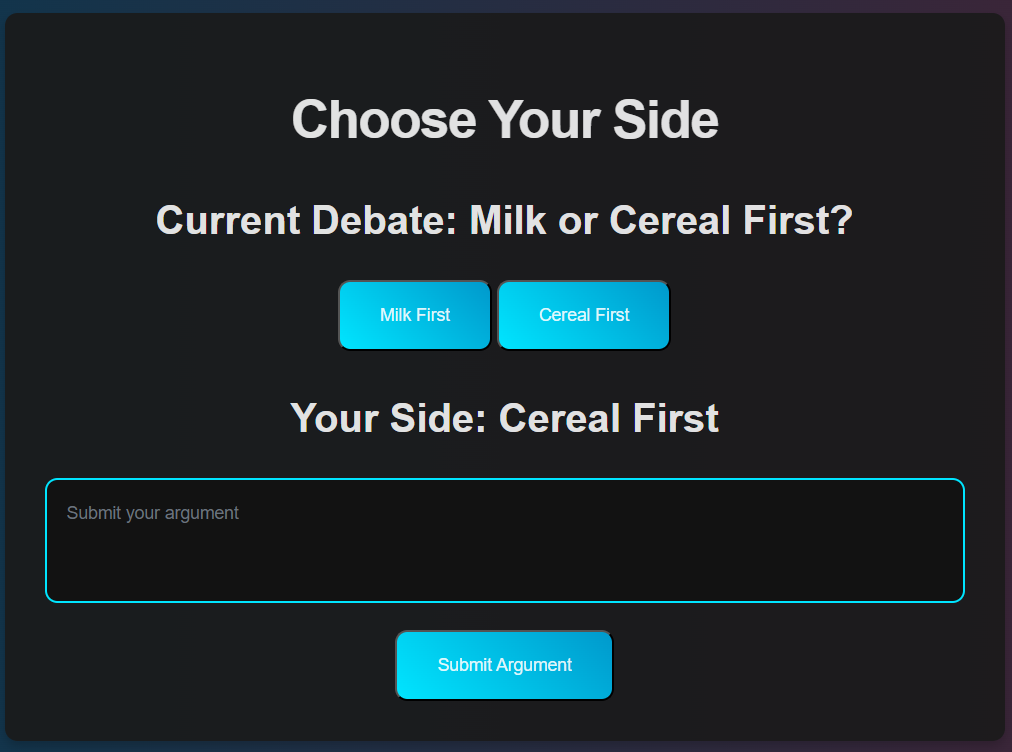 Choose Your Side
Current Debate: Milk or Cereal First?
Milk First Cereal First
Your Side: Cereal First
Submit your argument
Submit Argument